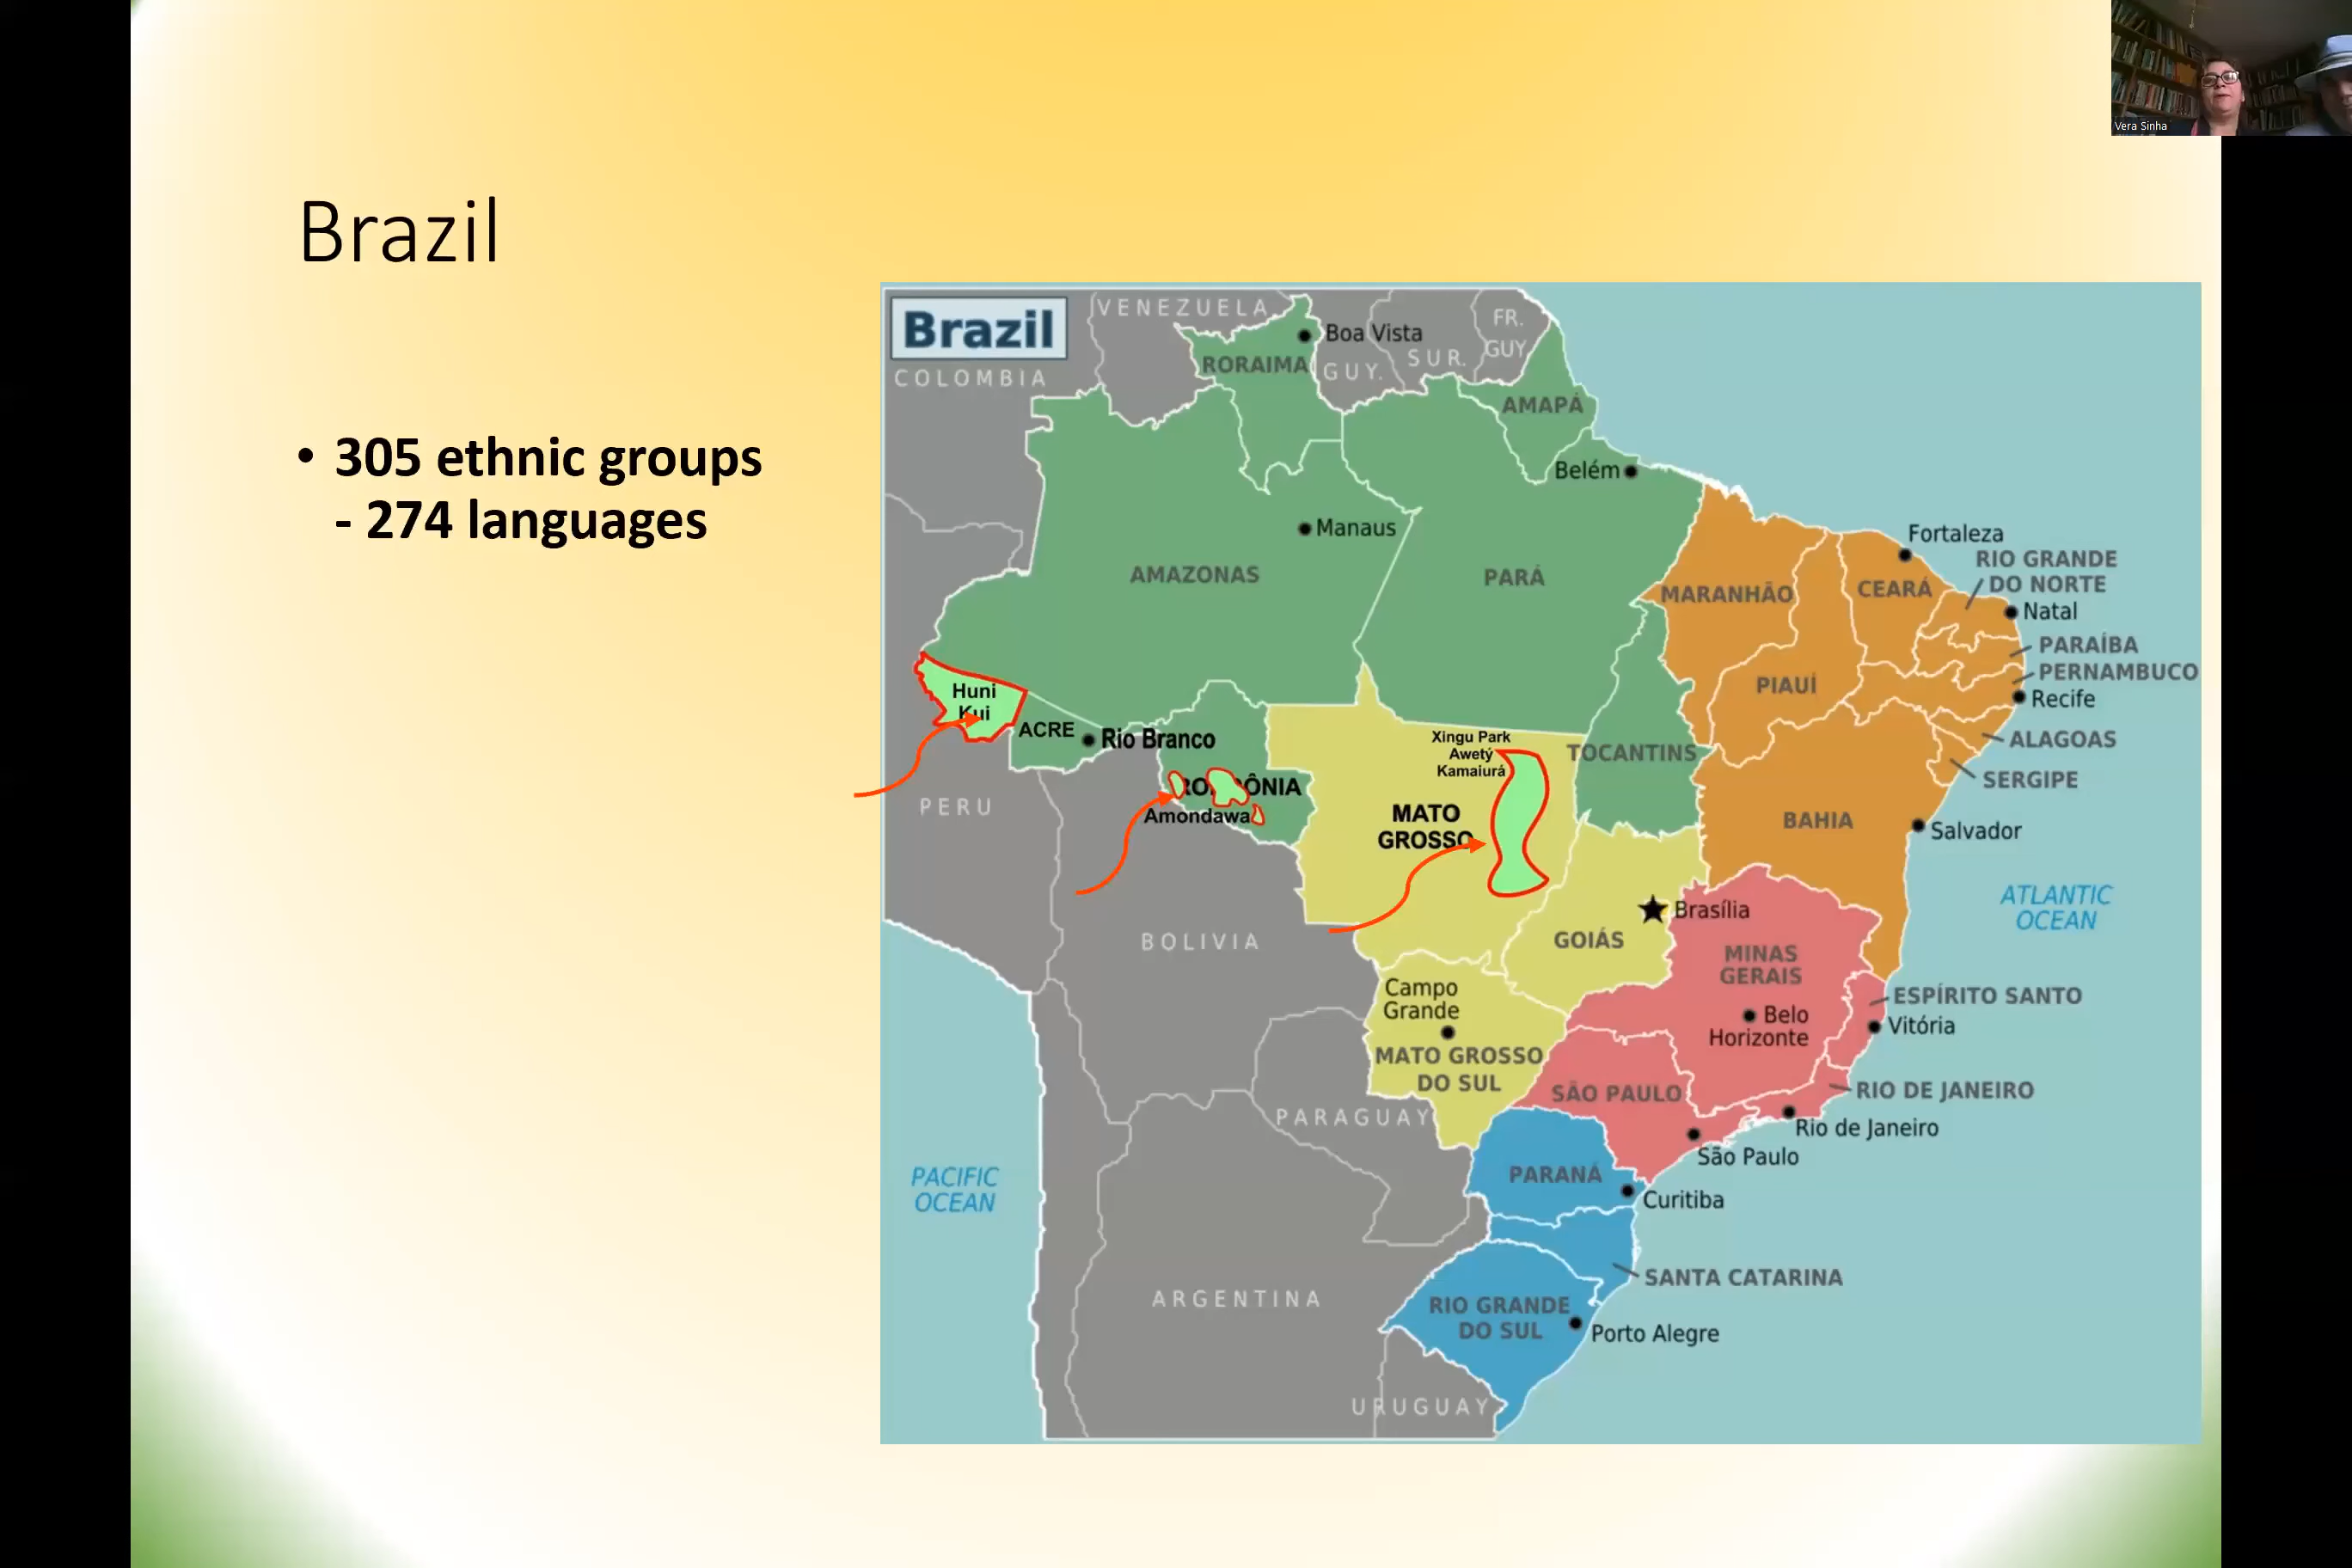 Vera Sinha
Brazil
• 305 ethnic groups
- 274 languages
Brazil
VENEZUELA
COLOMBIA
Boa Vista
RORAIMA
GUY.
SUR.
FR.
GUY
AMAPÁ
Belém
Manaus
AMAZONAS
PARÁ
MARANHÃO
CEARÁ
Fortaleza
RIO GRANDE
DO NORTE
Natal
PARAÍBA
PERNAMBUCO
Recife
PIAUÍ
ALAGOAS
SERGIPE
Huni
Kui
ACRE
Rio Branco
PERU
RONDÔNIA
Amondawa
Xingu Park
Awetý
Kamaiurá
MATO
GROSSO
TOCANTINS
BAHIA
Salvador
ATLANTIC
OCEAN
BOLIVIA
GOIÁS
Brasília
MINAS
GERAIS
Belo
Horizonte
ESPÍRITO SANTO
Vitória
Campo
Grande
MATO GROSSO
DO SUL
SÃO PAULO
RIO DE JANEIRO
Rio de Janeiro
São Paulo
PARAGUAY
PACIFIC
OCEAN
PARANÁ
Curitiba
SANTA CATARINA
ARGENTINA
RIO GRANDE
DO SUL
Porto Alegre
URUGUAY